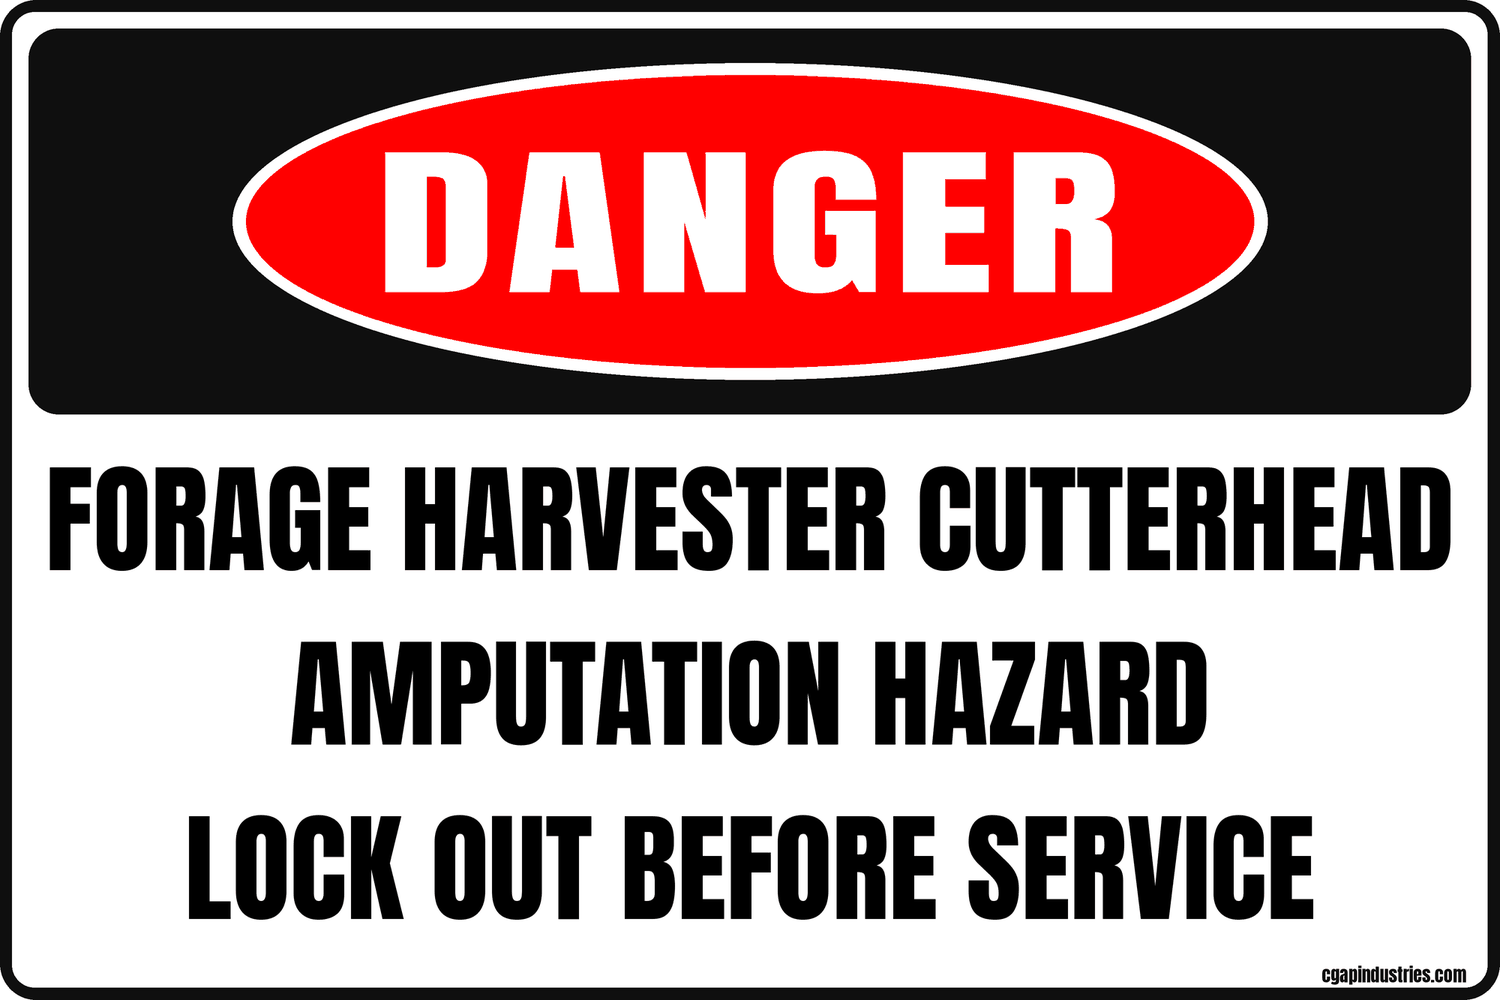 DANGER
FORAGE HARVESTER CUTTERHEAD
AMPUTATION HAZARD
LOCK OUT BEFORE SERVICE
cgapindustries.com